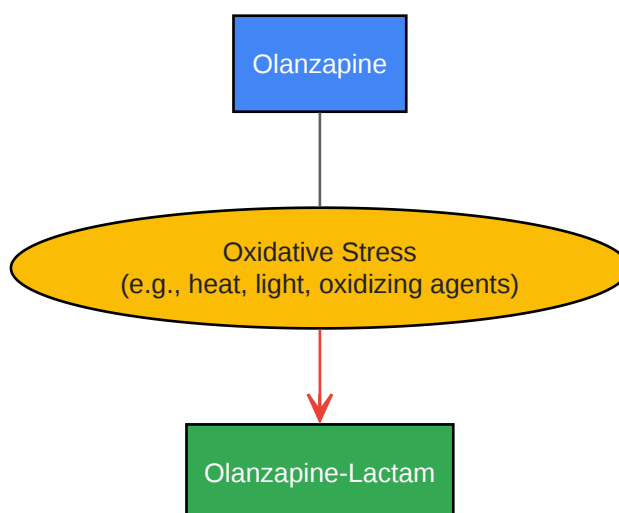 Olanzapine
Oxidative Stress
(e.g., heat, light, oxidizing agents)
Olanzapine-Lactam